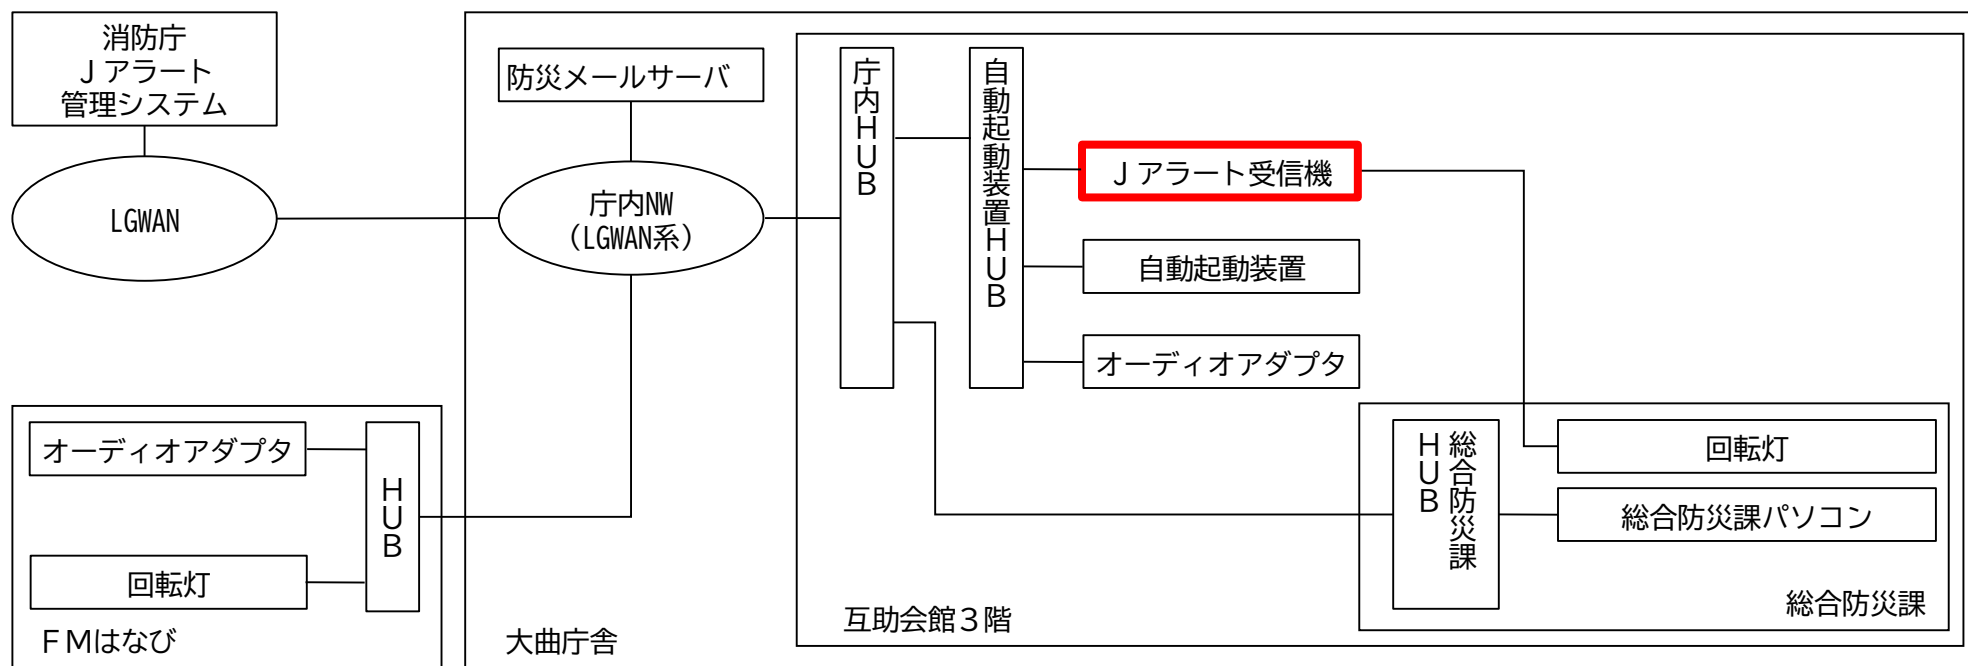 消防庁
Ｊアラート
管理システム
LGWAN
防災メールサーバ
庁内NW
（LGWAN系）
庁内ＨＵＢ
自動起動装置ＨＵＢ
Ｊアラート受信機
自動起動装置
オーディオアダプタ
総合防災課
ＨＵＢ
回転灯
総合防災課パソコン
総合防災課
互助会館３階
大曲庁舎
オーディオアダプタ
回転灯
ＨＵＢ
ＦＭはなび